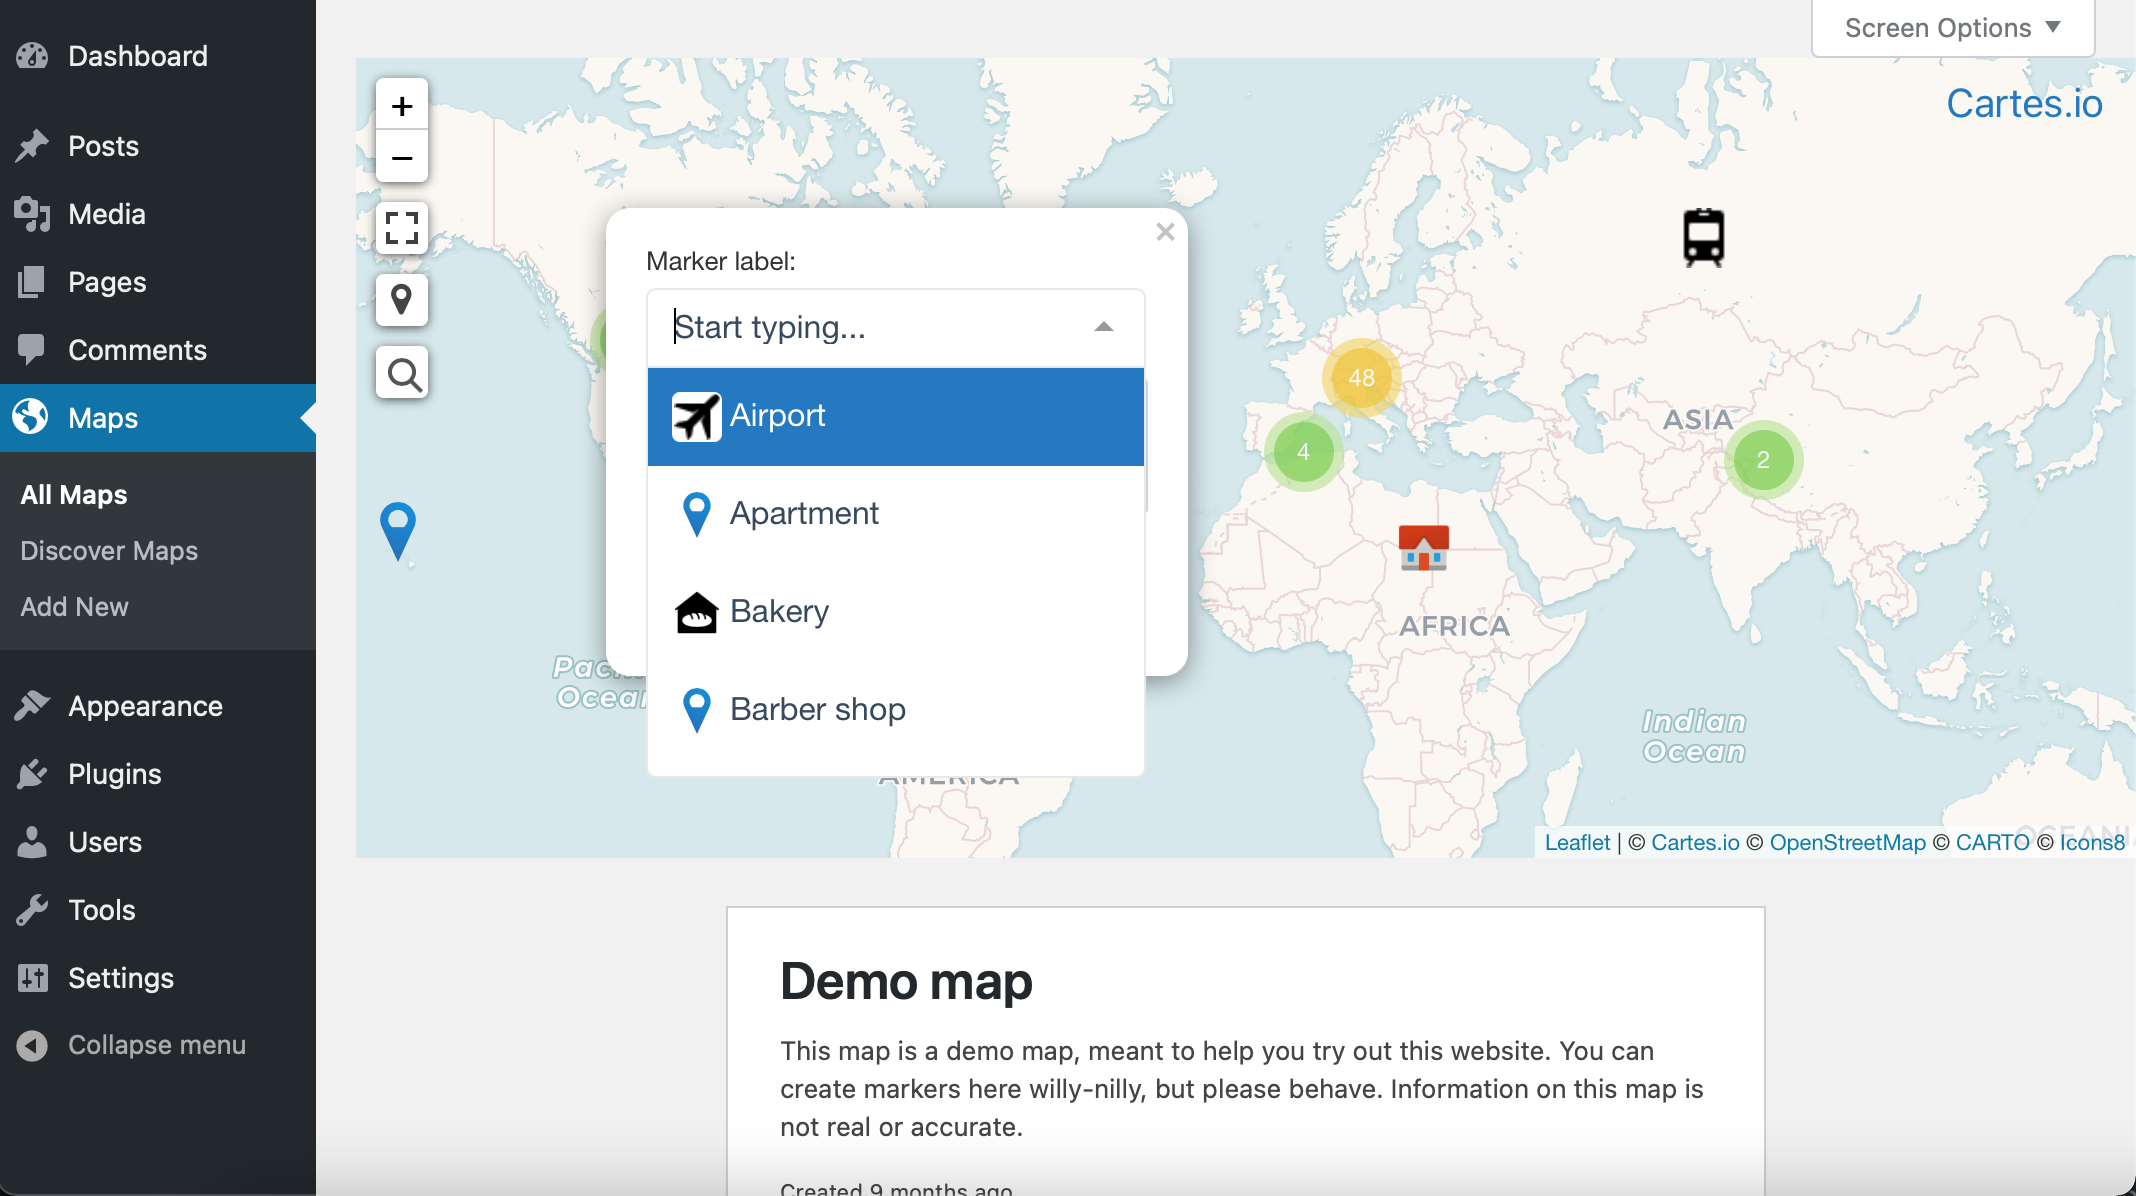 Dashboard
Posts
Media
Pages
Comments
Maps
All Maps
Discover Maps
Add New
Appearance
Plugins
Users
Tools
Settings
Collapse menu
Screen Options ▼
Cartes.io
+
−
Marker label:
×
Start typing...
Airport
Apartment
Bakery
Barber shop
48
4
2
ASIA
AFRICA
Indian
Ocean
AMERICA
Leaflet | © Cartes.io © OpenStreetMap © CARTO © Icons8
Demo map
This map is a demo map, meant to help you try out this website. You can
create markers here willy-nilly, but please behave. Information on this map is
not real or accurate.
Created 9 months ago